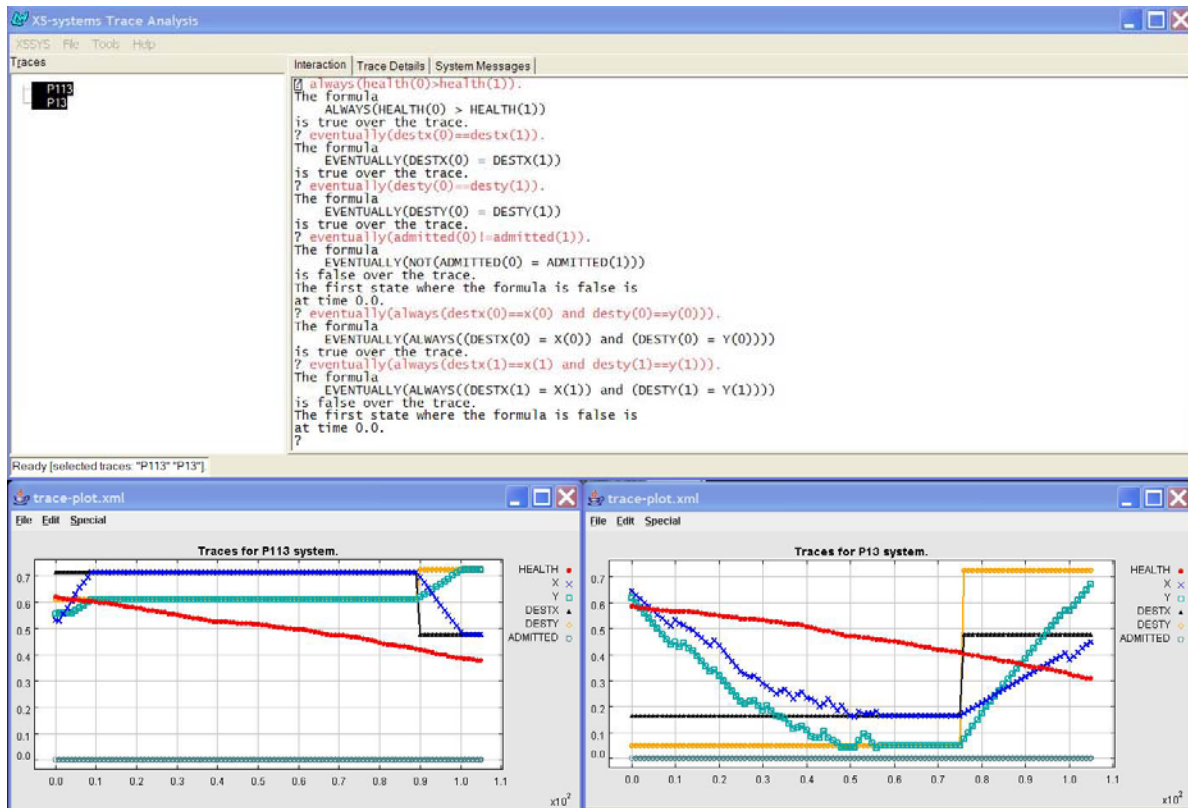 XS-systems Trace Analysis
XSSYS File Tools Help
Traces
P113
P13
Interaction Trace Details System Messages
? always(health(0)>health(1)).
The formula
ALWAYS(HEALTH(0) > HEALTH(1))
is true over the trace.
? eventually(destx(0)==destx(1)).
The formula
EVENTUALLY(DESTX(0) = DESTX(1))
is true over the trace.
? eventually(desty(0)==desty(1)).
The formula
EVENTUALLY(DESTY(0) = DESTY(1))
is true over the trace.
? eventually(admitted(0)!=admitted(1)).
The formula
EVENTUALLY(NOT(ADMITTED(0) = ADMITTED(1)))
is false over the trace.
The first state where the formula is false is
at time 0.0.
? eventually(always(destx(0)==x(0) and desty(0)==y(0))).
The formula
EVENTUALLY(ALWAYS((DESTX(0) = X(0)) and (DESTY(0) = Y(0))))
is true over the trace.
? eventually(always(destx(1)==x(1) and desty(1)==y(1))).
The formula
EVENTUALLY(ALWAYS((DESTX(1) = X(1)) and (DESTY(1) = Y(1))))
is false over the trace.
The first state where the formula is false is
at time 0.0.
?
Ready [selected traces: "P113" "P13"].
trace-plot.xml
File Edit Special
Traces for P113 system.
HEALTH
X
Y
DESTX
DESTY
ADMITTED
0.7
0.6
0.5
0.4
0.3
0.2
0.1
0.0
0.0 0.1 0.2 0.3 0.4 0.5 0.6 0.7 0.8 0.9 1.0 1.1
x10²
trace-plot.xml
File Edit Special
Traces for P13 system.
HEALTH
X
Y
DESTX
DESTY
ADMITTED
0.7
0.6
0.5
0.4
0.3
0.2
0.1
0.0
0.0 0.1 0.2 0.3 0.4 0.5 0.6 0.7 0.8 0.9 1.0 1.1
x10²